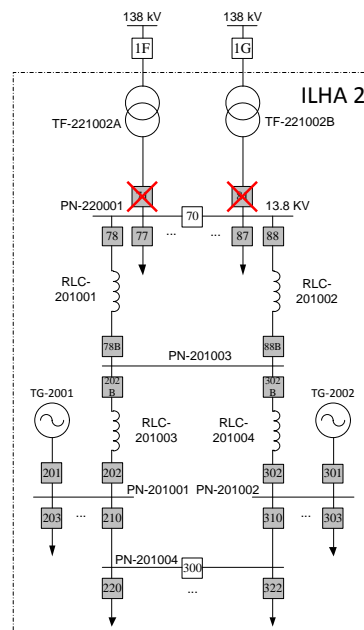 138 kV 138 kV
1F 1G
ILHA 2
TF-221002A TF-221002B
PN-220001 70 13.8 KV
78 77 ... ... 87 88
RLC-
201001
RLC-
201002
78B 88B
PN-201003
202
B
302
B
TG-2001 TG-2002
RLC-
201003
RLC-
201004
201 202 302 301
PN-201001 PN-201002
203 ... 210 310 ... 303
PN-201004
300
220 ... 322